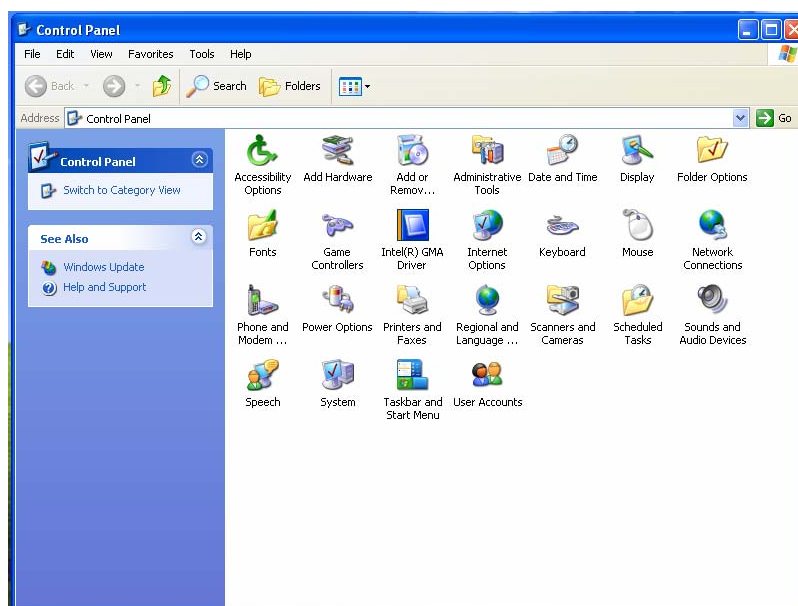 Control Panel
File Edit View Favorites Tools Help
Back Search Folders
Address Control Panel Go
Control Panel
Switch to Category View
See Also
Windows Update
Help and Support
Accessibility Options
Add Hardware
Add or Remov...
Administrative Tools
Date and Time
Display
Folder Options
Fonts
Game Controllers
Intel(R) GMA Driver
Internet Options
Keyboard
Mouse
Network Connections
Phone and Modem ...
Power Options
Printers and Faxes
Regional and Language ...
Scanners and Cameras
Scheduled Tasks
Sounds and Audio Devices
Speech
System
Taskbar and Start Menu
User Accounts